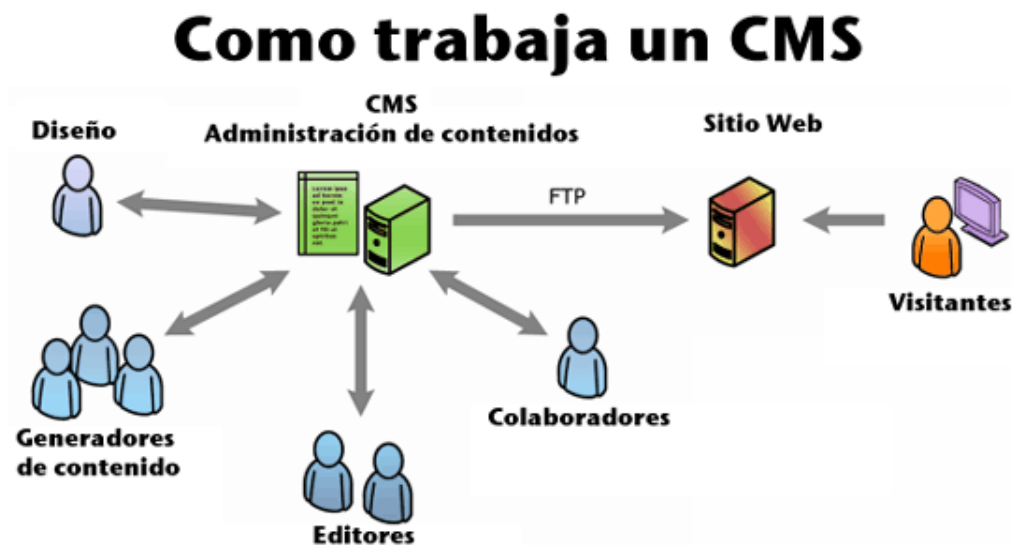 Como trabaja un CMS
Diseño
CMS
Administración de contenidos
Sitio Web
FTP
Visitantes
Colaboradores
Generadores
de contenido
Editores